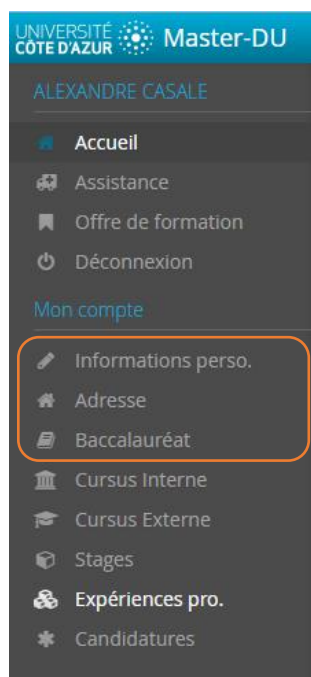 UNIVERSITÉ
CÔTE D'AZUR Master-DU
ALEXANDRE CASALE
Accueil
Assistance
Offre de formation
Déconnexion
Mon compte
Informations perso.
Adresse
Baccalauréat
Cursus Interne
Cursus Externe
Stages
Expériences pro.
Candidatures